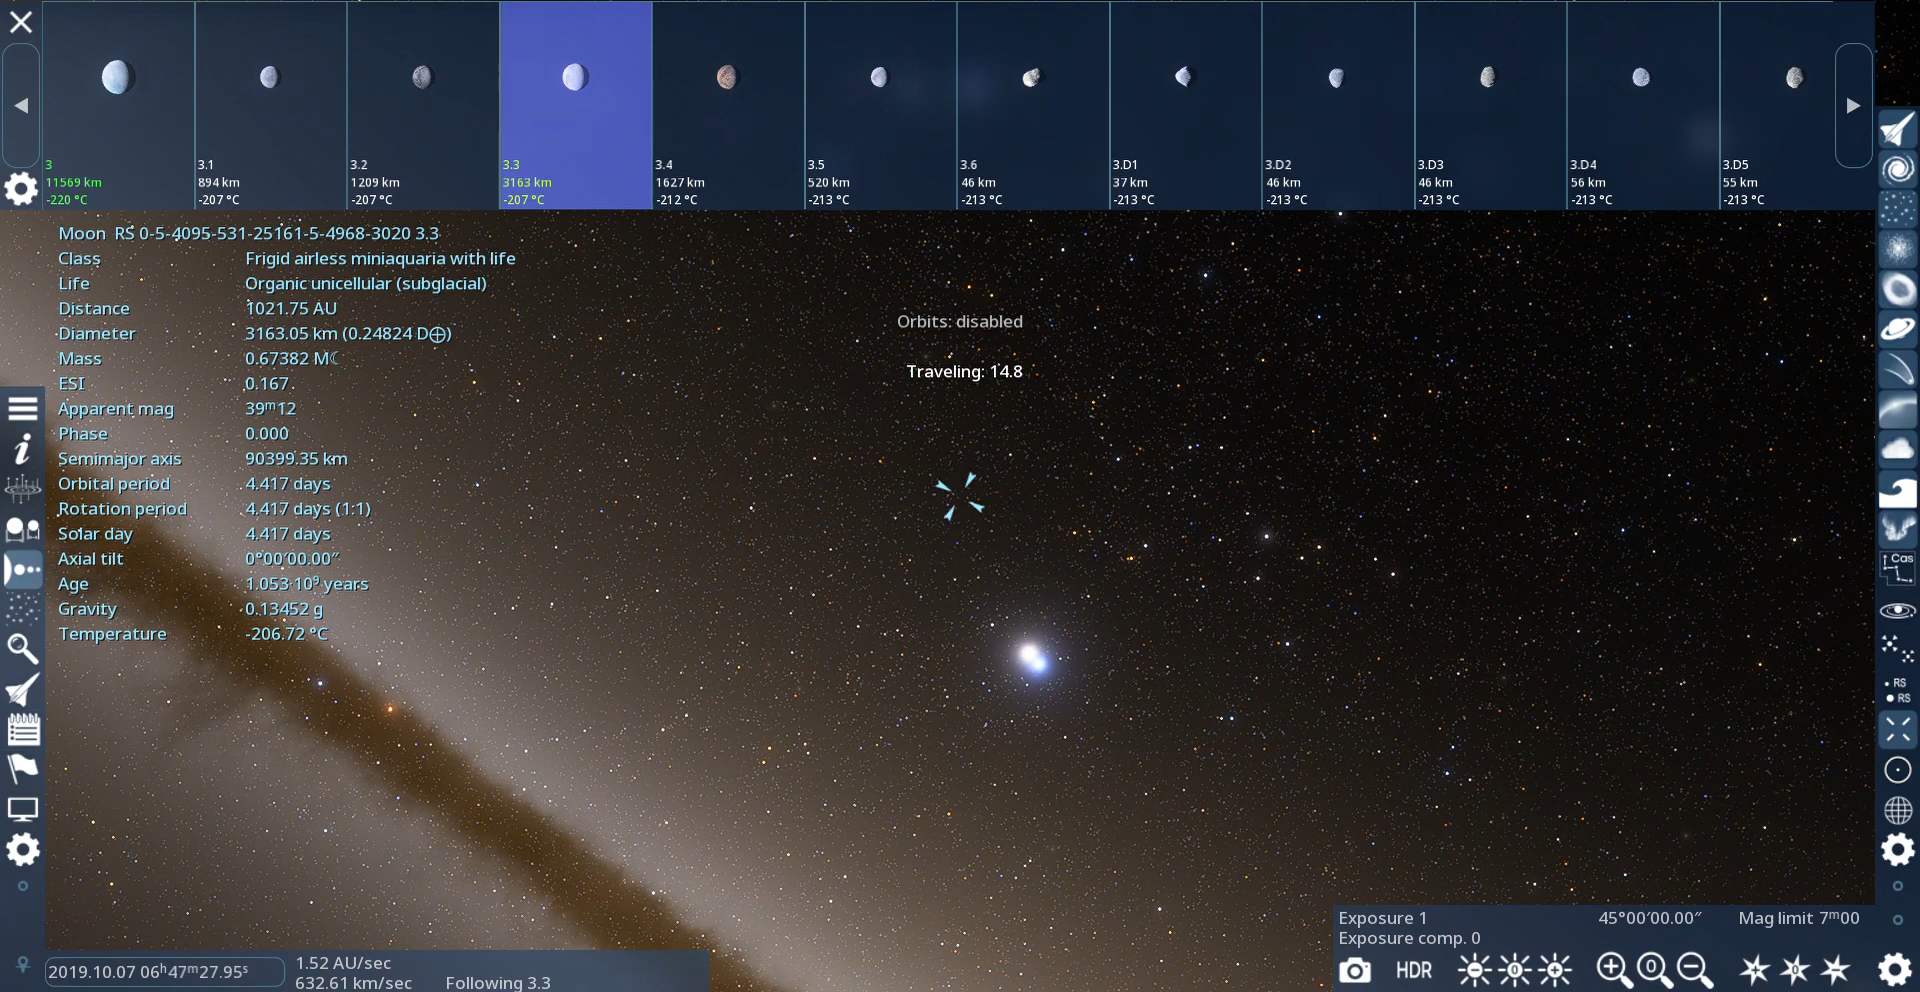 3
11569 km
-220 °C
3.1
894 km
-207 °C
3.2
1209 km
-207 °C
3.3
3163 km
-207 °C
3.4
1627 km
-212 °C
3.5
520 km
-213 °C
3.6
46 km
-213 °C
3.D1
37 km
-213 °C
3.D2
46 km
-213 °C
3.D3
46 km
-213 °C
3.D4
56 km
-213 °C
3.D5
55 km
-213 °C
Moon RS 0-5-4095-531-25161-5-4968-3020 3.3
Class Frigid airless miniaquaria with life
Life Organic unicellular (subglacial)
Distance 1021.75 AU
Diameter 3163.05 km (0.24824 D⊕)
Mass 0.67382 M☾
ESI 0.167
Apparent mag 39ᵐ12
Phase 0.000
Semimajor axis 90399.35 km
Orbital period 4.417 days
Rotation period 4.417 days (1:1)
Solar day 4.417 days
Axial tilt 0°00′00.00″
Age 1.053·10⁹ years
Gravity 0.13452 g
Temperature -206.72 °C
Orbits: disabled
Traveling: 14.8
Cas
RS
RS
2019.10.07 06ʰ47ᵐ27.95ˢ
1.52 AU/sec
632.61 km/sec Following 3.3
Exposure 1 45°00′00.00″ Mag limit 7ᵐ00
Exposure comp. 0
HDR
0
0